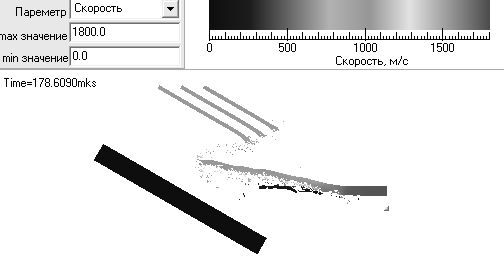 Параметр Скорость
max значение 1800.0
min значение 0.0
0 500 1000 1500
Скорость, м/с
Time=178.6090mks